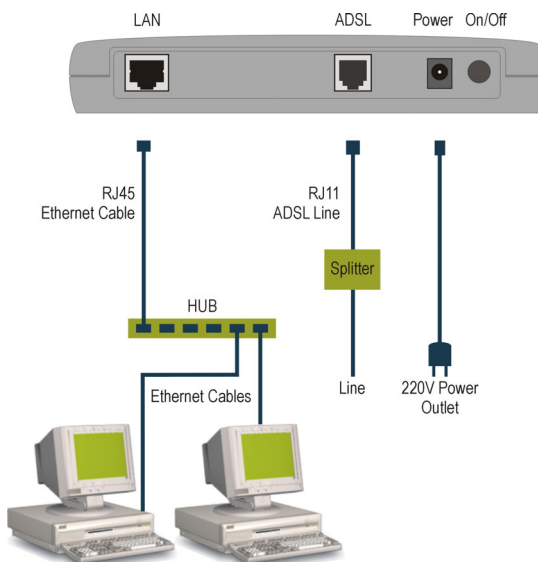 LAN
ADSL
Power
On/Off
RJ45
Ethernet Cable
RJ11
ADSL Line
Splitter
HUB
Ethernet Cables
Line
220V Power
Outlet